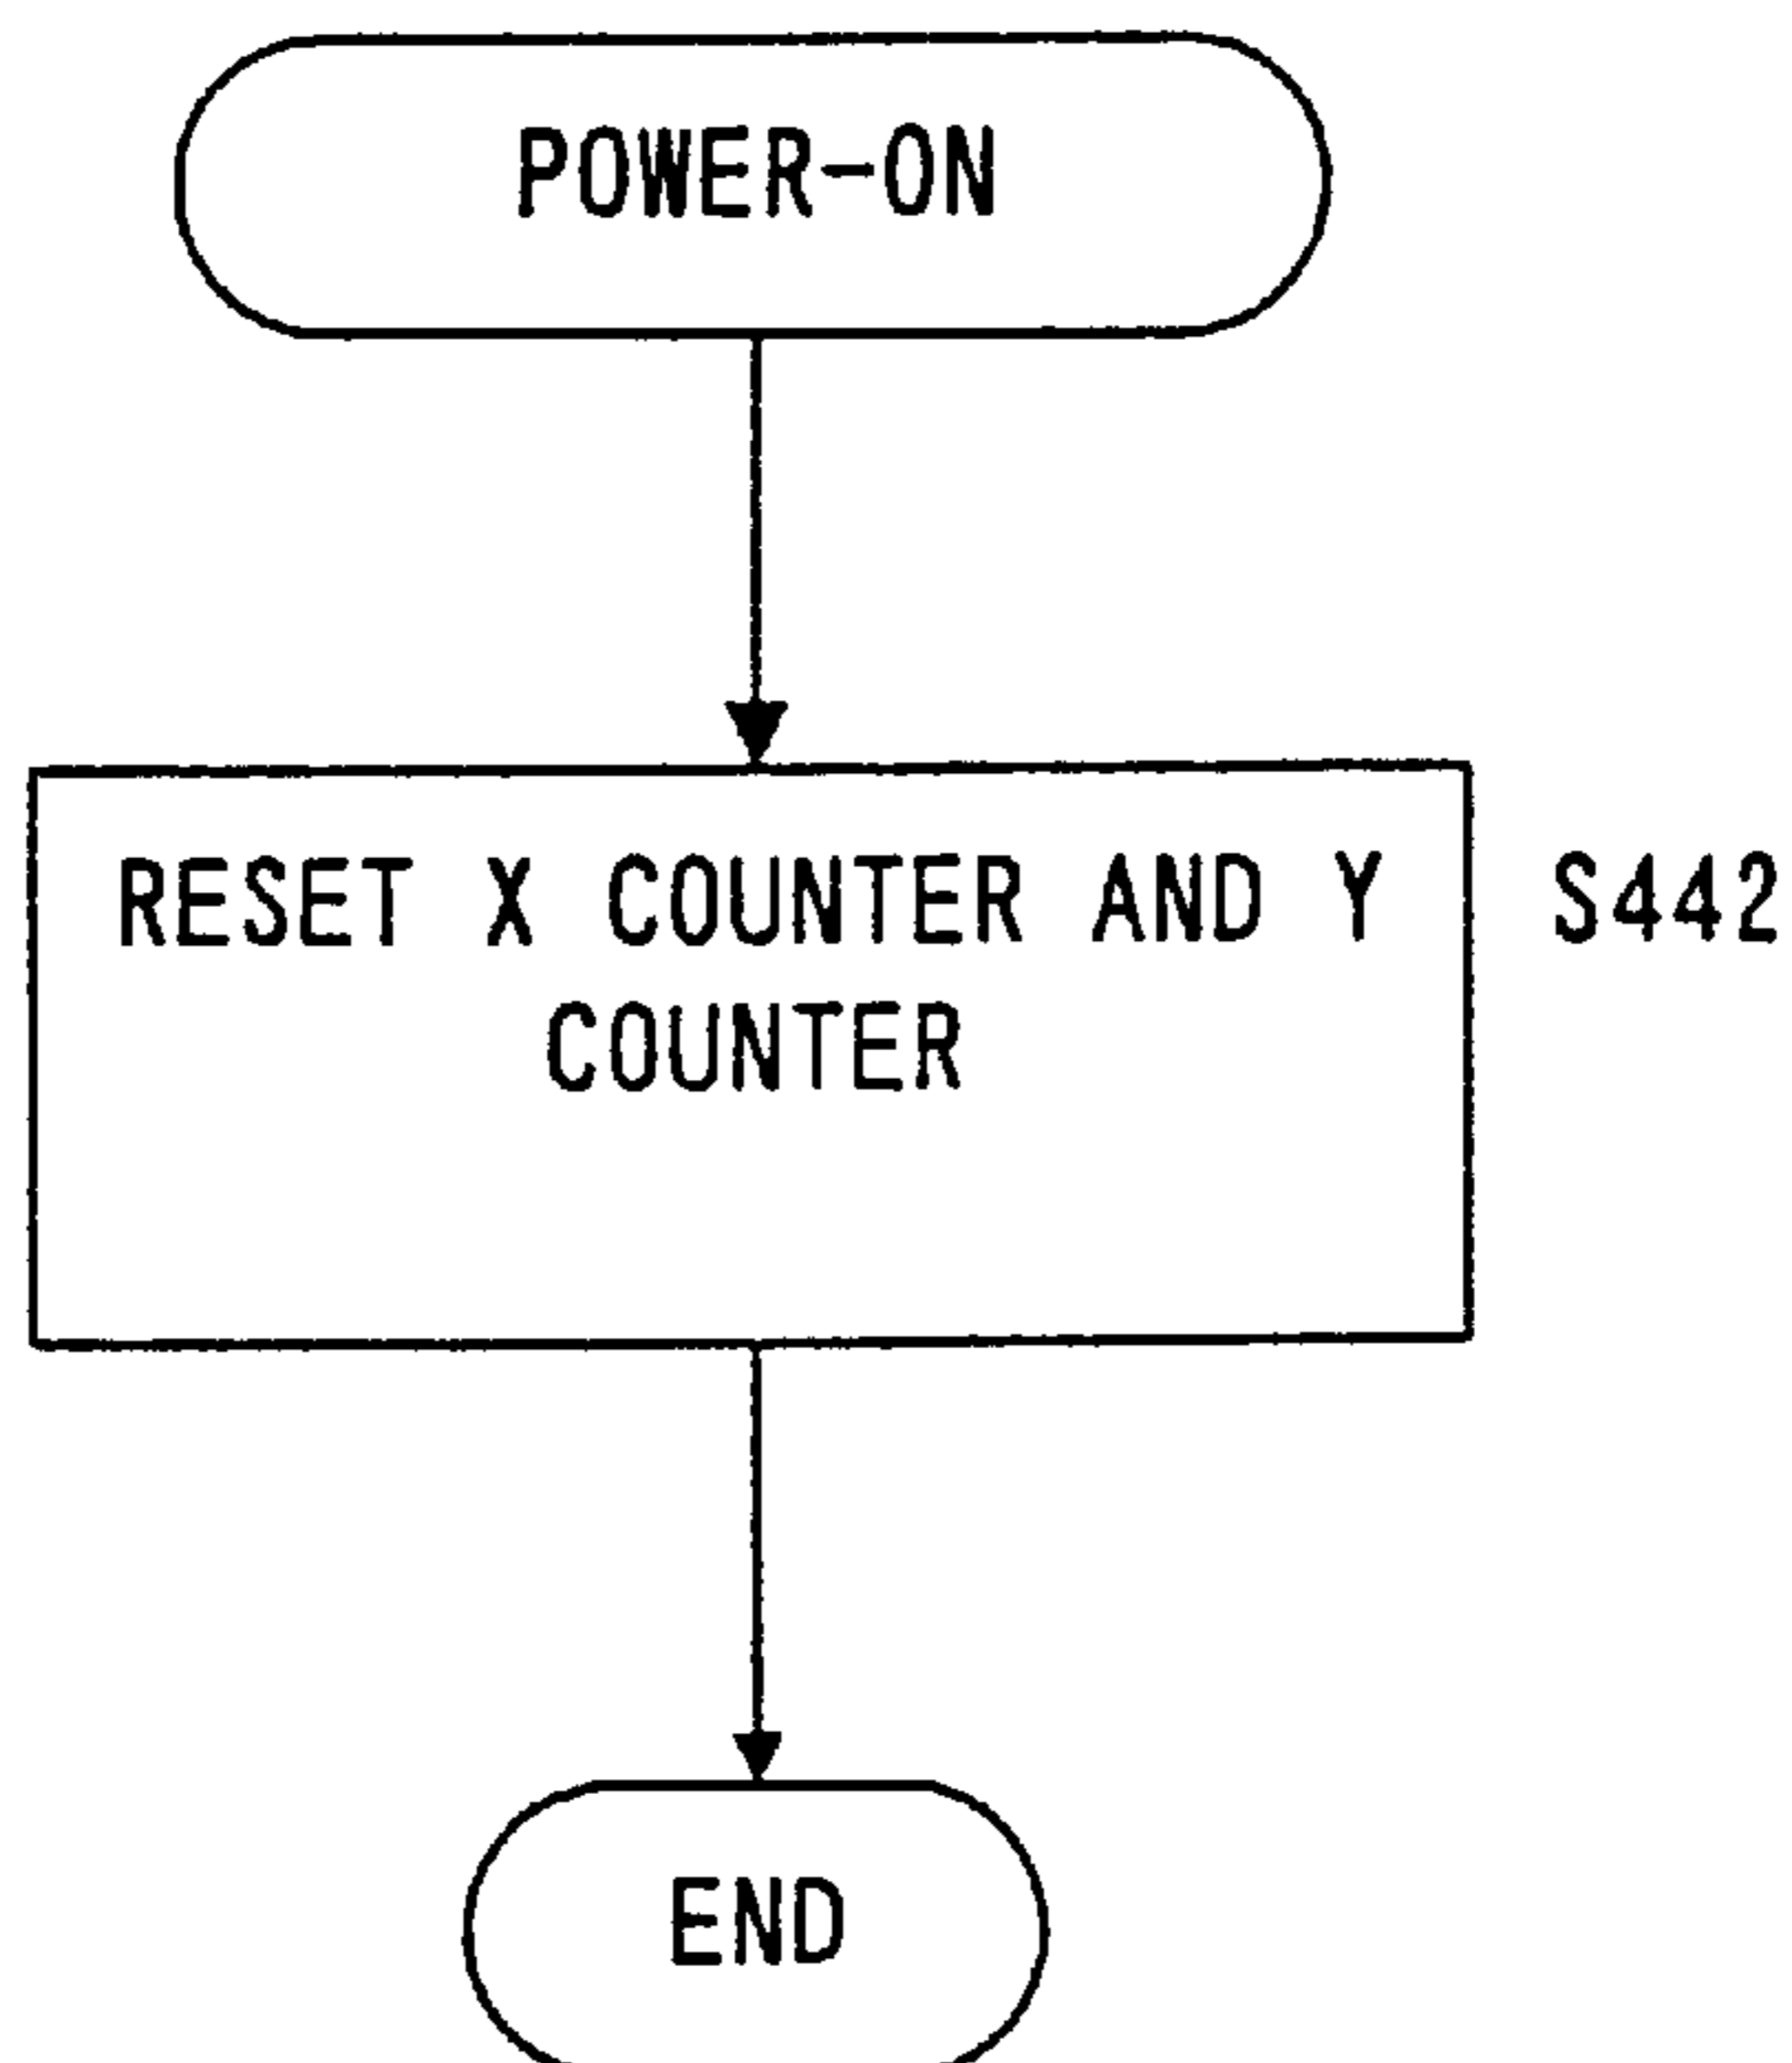 POWER-ON
RESET X COUNTER AND Y
COUNTER
S442
END